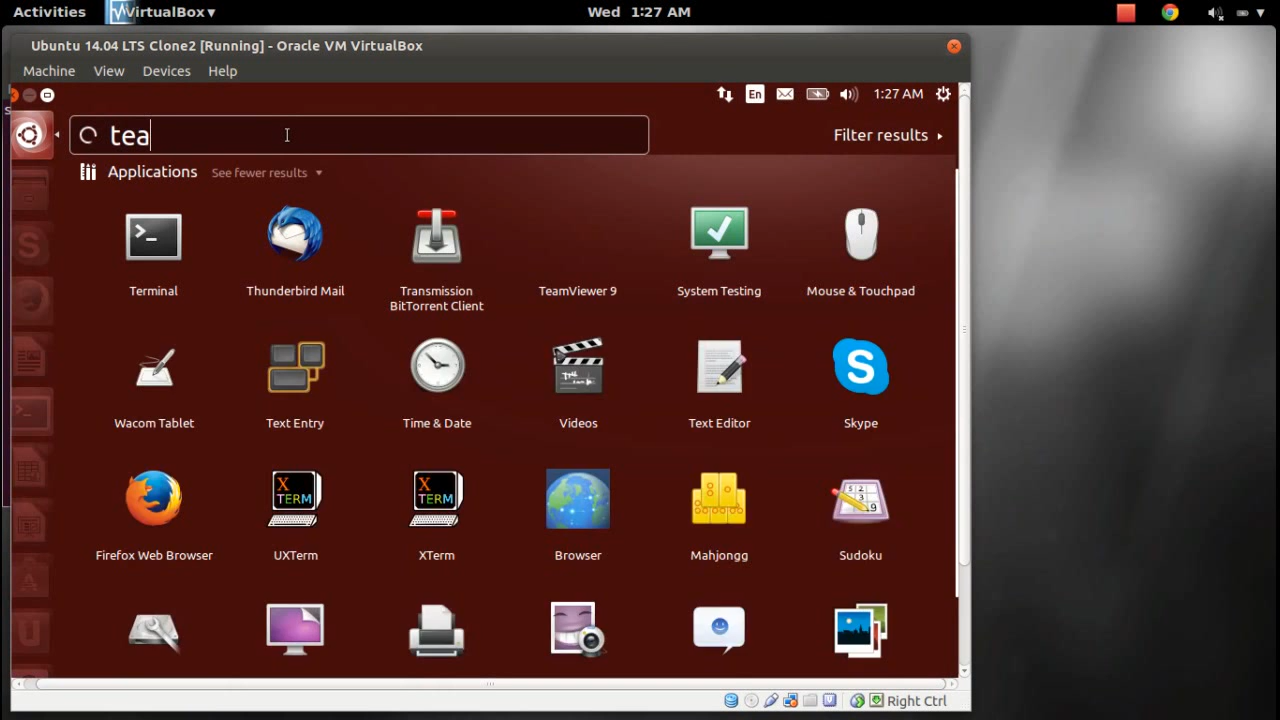 Activities VirtualBox Wed 1:27 AM
Ubuntu 14.04 LTS Clone2 [Running] - Oracle VM VirtualBox
Machine View Devices Help
En 1:27 AM
tea Filter results
Applications See fewer results
Terminal Thunderbird Mail Transmission BitTorrent Client TeamViewer 9 System Testing Mouse & Touchpad
Wacom Tablet Text Entry Time & Date Videos Text Editor Skype
X TERM X TERM
Firefox Web Browser UXTerm XTerm Browser Mahjongg Sudoku
Right Ctrl